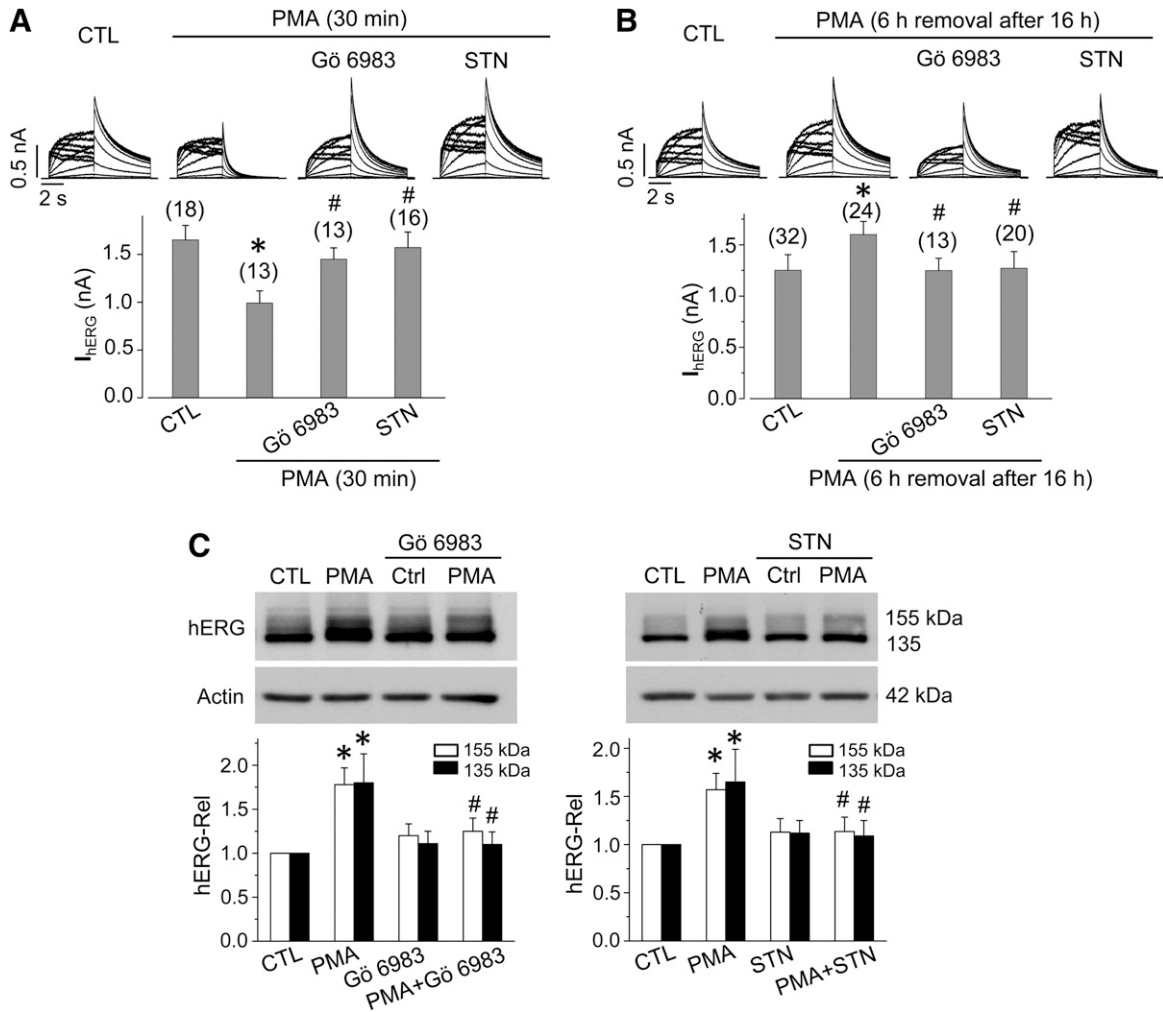 A
PMA (30 min)
CTL
Gö 6983
STN
0.5 nA
2 s
(18)
*
(13)
#
(13)
#
(16)
IhERG (nA)
1.5
1.0
0.5
0.0
CTL
Gö 6983
STN
PMA (30 min)
B
PMA (6 h removal after 16 h)
CTL
Gö 6983
STN
0.5 nA
2 s
(32)
*
(24)
#
(13)
#
(20)
IhERG (nA)
1.5
1.0
0.5
0.0
CTL
Gö 6983
STN
PMA (6 h removal after 16 h)
C
Gö 6983
CTL PMA Ctrl PMA
hERG
Actin
STN
CTL PMA Ctrl PMA
155 kDa
135
42 kDa
hERG-Rel
2.0
1.5
1.0
0.5
0.0
* *
# #
155 kDa
135 kDa
CTL
PMA
Gö 6983
PMA+Gö 6983
hERG-Rel
2.0
1.5
1.0
0.5
0.0
* *
# #
155 kDa
135 kDa
CTL
PMA
STN
PMA+STN